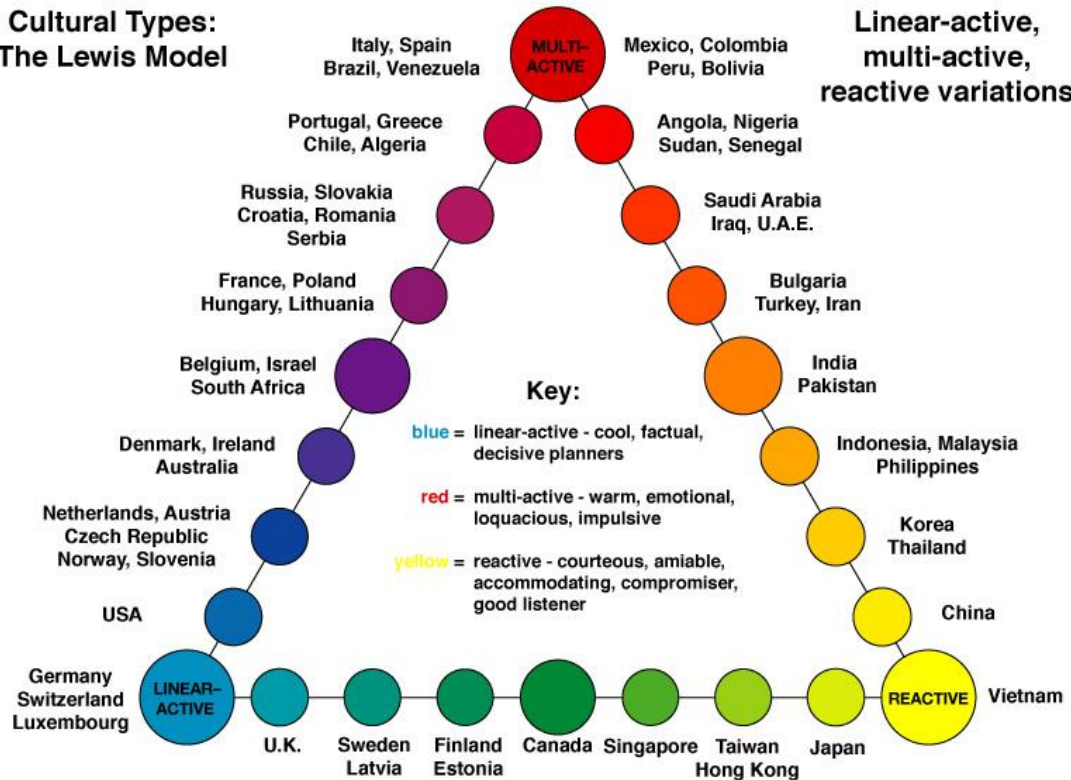 Cultural Types:
The Lewis Model
Linear-active,
multi-active,
reactive variations
MULTI-
ACTIVE
Italy, Spain
Brazil, Venezuela
Mexico, Colombia
Peru, Bolivia
Portugal, Greece
Chile, Algeria
Angola, Nigeria
Sudan, Senegal
Russia, Slovakia
Croatia, Romania
Serbia
Saudi Arabia
Iraq, U.A.E.
France, Poland
Hungary, Lithuania
Bulgaria
Turkey, Iran
Belgium, Israel
South Africa
India
Pakistan
Key:
blue = linear-active - cool, factual,
decisive planners
red = multi-active - warm, emotional,
loquacious, impulsive
yellow = reactive - courteous, amiable,
accommodating, compromiser,
good listener
Denmark, Ireland
Australia
Indonesia, Malaysia
Philippines
Netherlands, Austria
Czech Republic
Norway, Slovenia
Korea
Thailand
USA
China
Germany
Switzerland
Luxembourg
LINEAR-
ACTIVE
REACTIVE
Vietnam
U.K.
Sweden
Latvia
Finland
Estonia
Canada
Singapore
Taiwan
Hong Kong
Japan